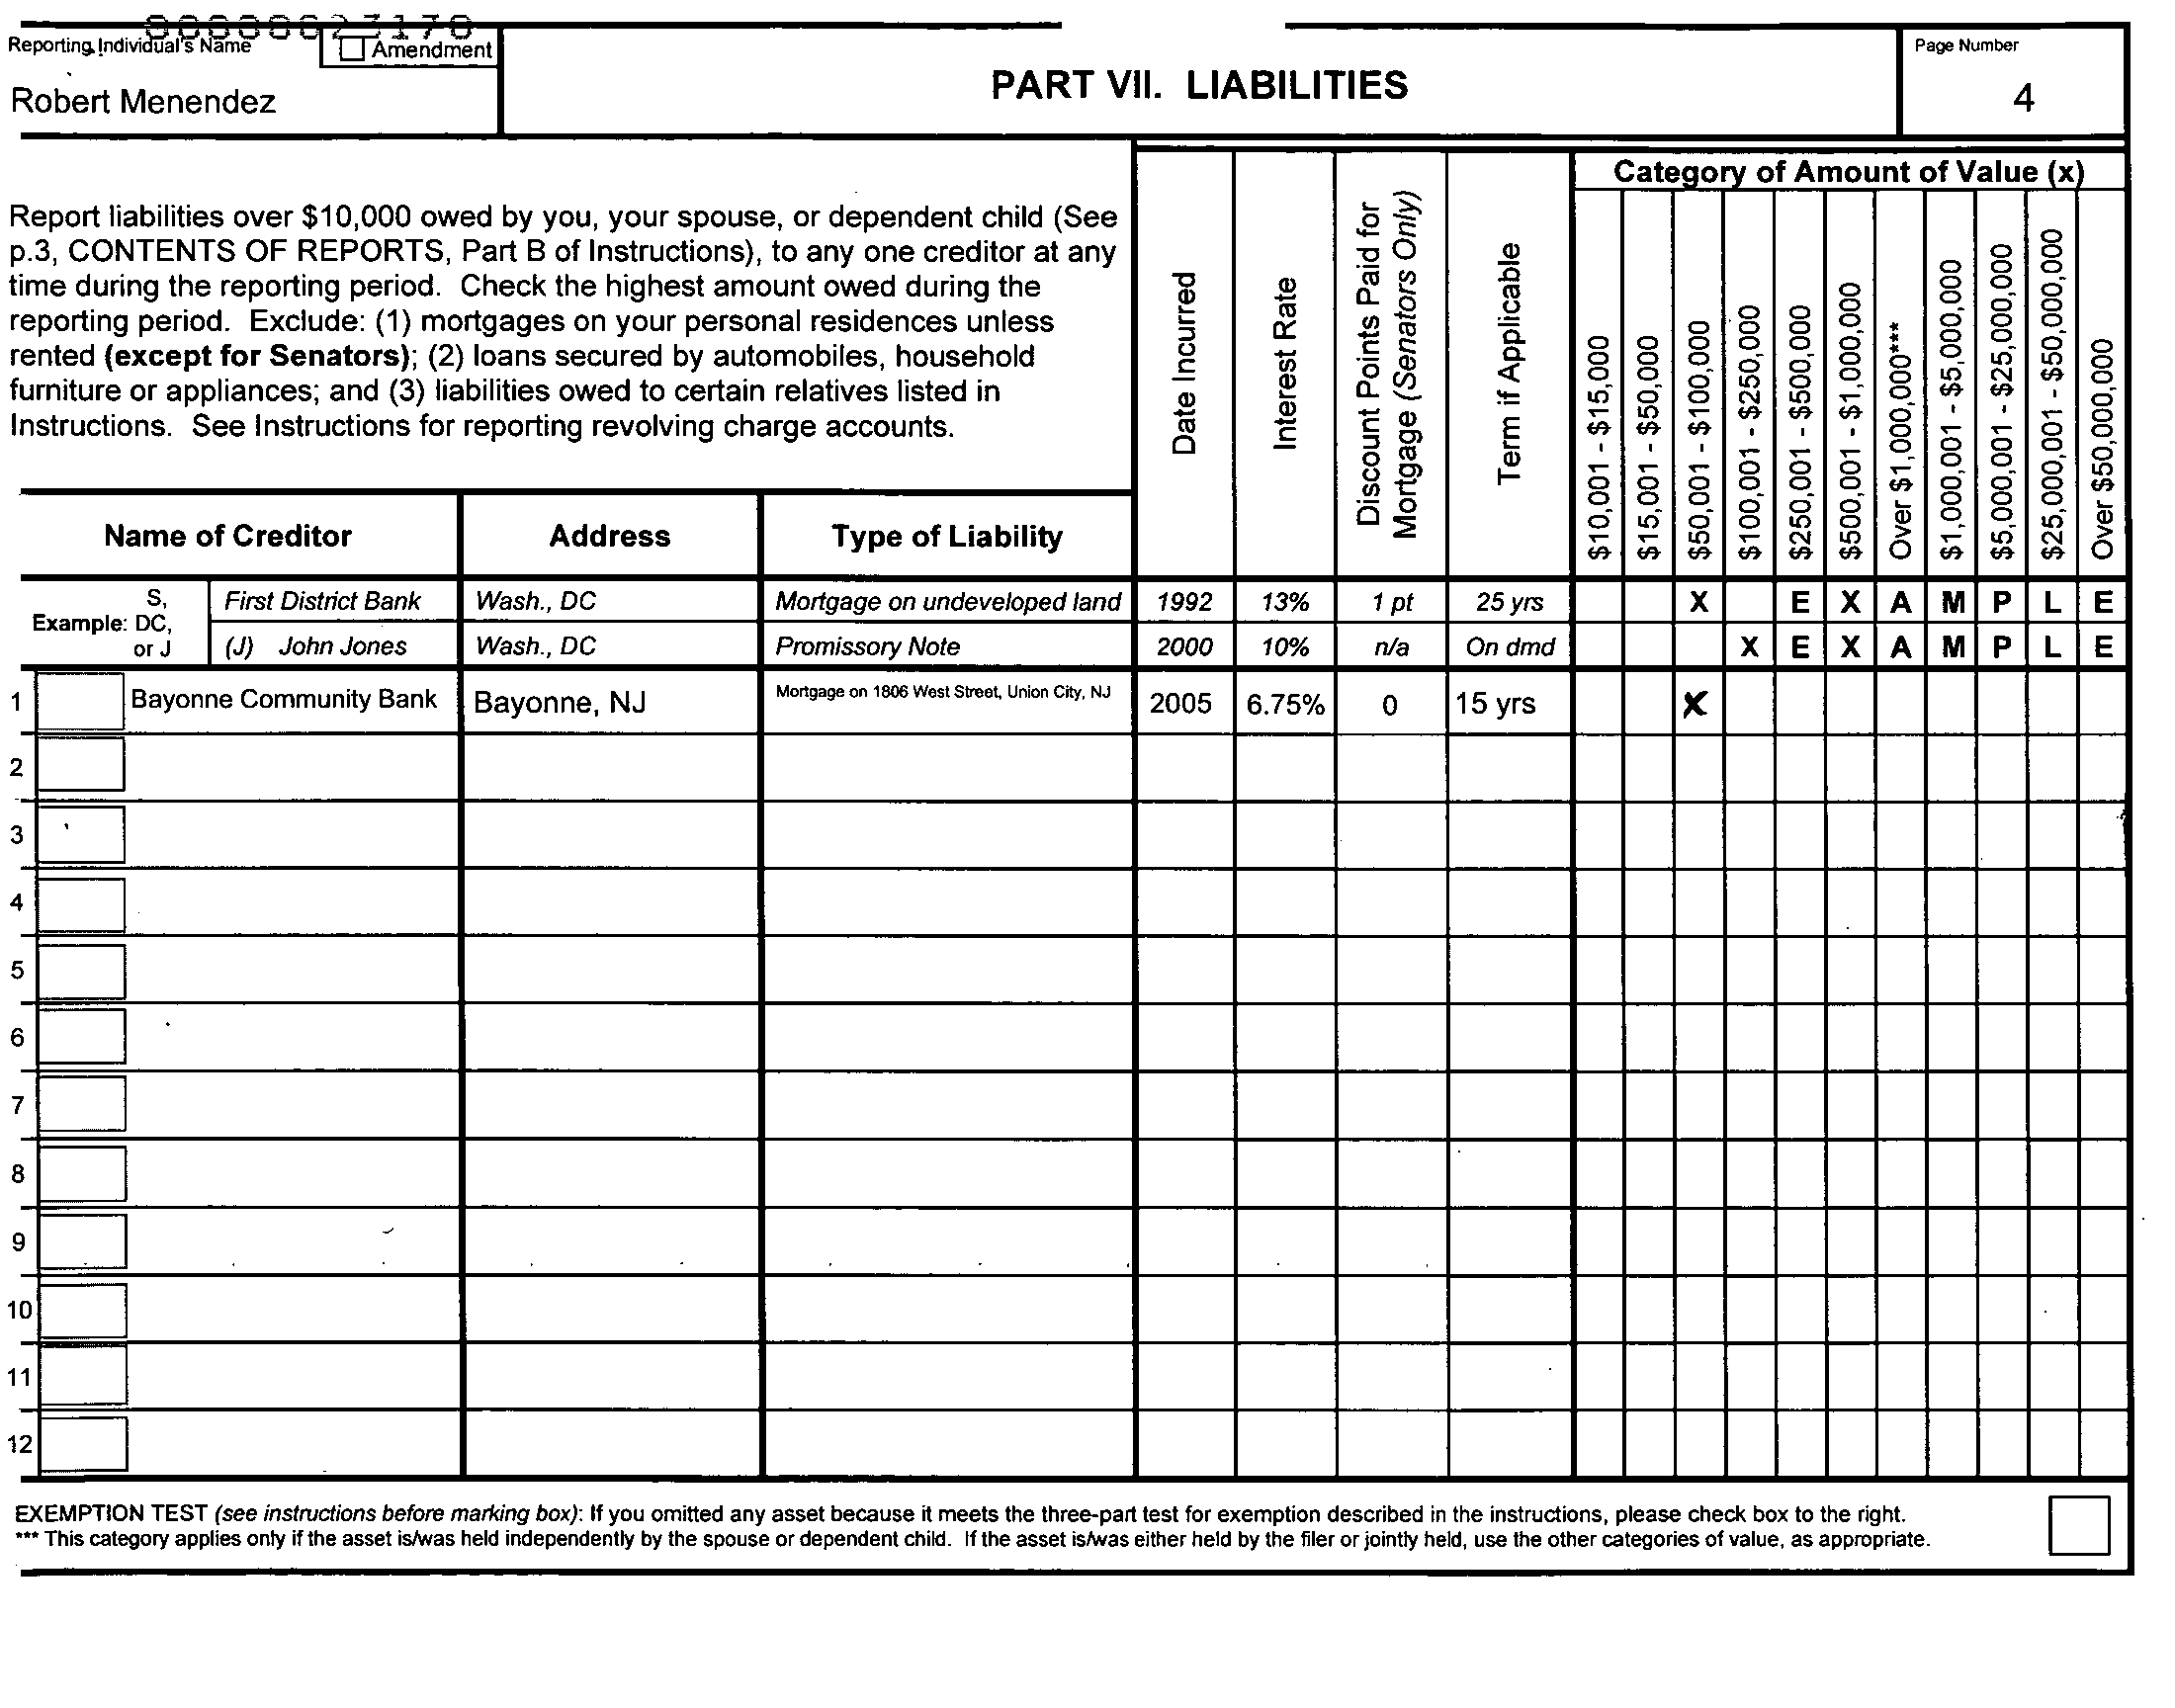 Reporting Individual's Name
Amendment
Robert Menendez
PART VII. LIABILITIES
Page Number
4
Report liabilities over $10,000 owed by you, your spouse, or dependent child (See
p.3, CONTENTS OF REPORTS, Part B of Instructions), to any one creditor at any
time during the reporting period. Check the highest amount owed during the
reporting period. Exclude: (1) mortgages on your personal residences unless
rented (except for Senators); (2) loans secured by automobiles, household
furniture or appliances; and (3) liabilities owed to certain relatives listed in
Instructions. See Instructions for reporting revolving charge accounts.
Date Incurred
Interest Rate
Discount Points Paid for
Mortgage (Senators Only)
Term if Applicable
Category of Amount of Value (x)
$10,001 - $15,000
$15,001 - $50,000
$50,001 - $100,000
$100,001 - $250,000
$250,001 - $500,000
$500,001 - $1,000,000
Over $1,000,000***
$1,000,001 - $5,000,000
$5,000,001 - $25,000,000
$25,000,001 - $50,000,000
Over $50,000,000
Name of Creditor Address Type of Liability
Example: S,
DC,
or J
First District Bank Wash., DC Mortgage on undeveloped land 1992 13% 1 pt 25 yrs X E X A M P L E
(J) John Jones Wash., DC Promissory Note 2000 10% n/a On dmd X E X A M P L E
1 Bayonne Community Bank Bayonne, NJ Mortgage on 1806 West Street, Union City, NJ 2005 6.75% 0 15 yrs X
2
3
4
5
6
7
8
9
10
11
12
EXEMPTION TEST (see instructions before marking box): If you omitted any asset because it meets the three-part test for exemption described in the instructions, please check box to the right.
*** This category applies only if the asset is/was held independently by the spouse or dependent child. If the asset is/was either held by the filer or jointly held, use the other categories of value, as appropriate.